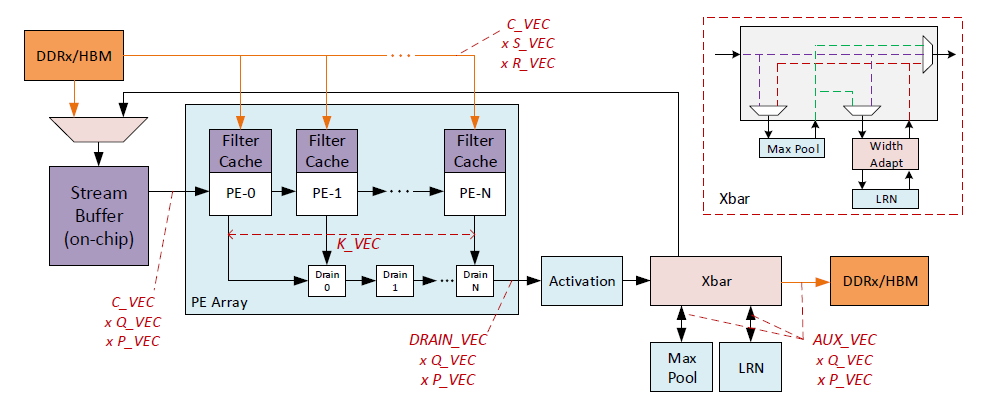 DDRx/HBM
C_VEC
x S_VEC
x R_VEC
Filter
Cache
Filter
Cache
Filter
Cache
PE-0
PE-1
PE-N
Stream
Buffer
(on-chip)
K_VEC
Drain
0
Drain
1
Drain
N
PE Array
C_VEC
x Q_VEC
x P_VEC
DRAIN_VEC
x Q_VEC
x P_VEC
Activation
Xbar
DDRx/HBM
Max
Pool
LRN
AUX_VEC
x Q_VEC
x P_VEC
Max Pool
Width
Adapt
LRN
Xbar